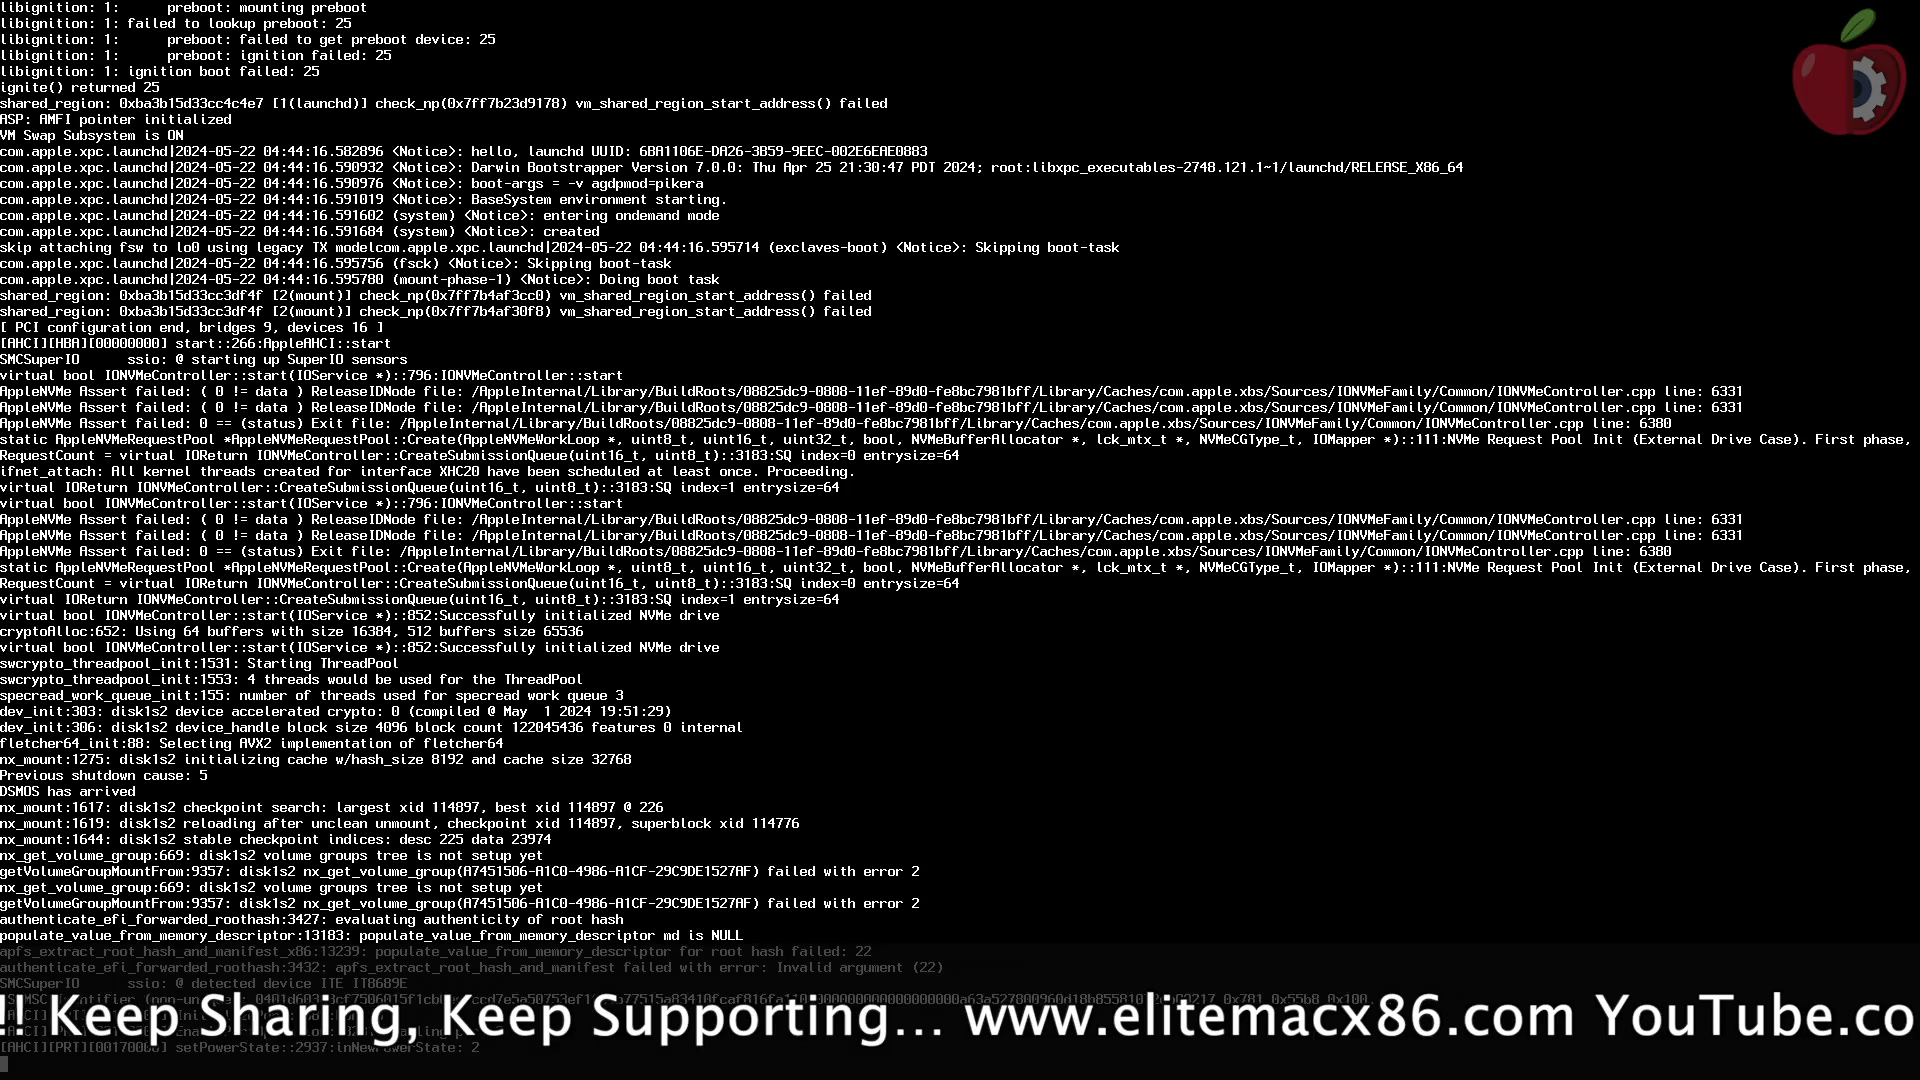 libignition: 1:      preboot: mounting preboot
libignition: 1: failed to lookup preboot: 25
libignition: 1:      preboot: failed to get preboot device: 25
libignition: 1:      preboot: ignition failed: 25
libignition: 1: ignition boot failed: 25
ignite() returned 25
shared_region: 0xba3b15d33cc4c4e7 [1(launchd)] check_np(0x7ff7b23d9178) vm_shared_region_start_address() failed
ASP: AMFI pointer initialized
VM Swap Subsystem is ON
com.apple.xpc.launchd|2024-05-22 04:44:16.582896 <Notice>: hello, launchd UUID: 6BA1106E-DA26-3B59-9EEC-002E6EAE0883
com.apple.xpc.launchd|2024-05-22 04:44:16.590932 <Notice>: Darwin Bootstrapper Version 7.0.0: Thu Apr 25 21:30:47 PDT 2024; root:libxpc_executables-2748.121.1~1/launchd/RELEASE_X86_64
com.apple.xpc.launchd|2024-05-22 04:44:16.590976 <Notice>: boot-args = -v agdpmod=pikera
com.apple.xpc.launchd|2024-05-22 04:44:16.591019 <Notice>: BaseSystem environment starting.
com.apple.xpc.launchd|2024-05-22 04:44:16.591602 (system) <Notice>: entering ondemand mode
com.apple.xpc.launchd|2024-05-22 04:44:16.591684 (system) <Notice>: created
skip attaching fsw to lo0 using legacy TX modelcom.apple.xpc.launchd|2024-05-22 04:44:16.595714 (exclaves-boot) <Notice>: Skipping boot-task
com.apple.xpc.launchd|2024-05-22 04:44:16.595756 (fsck) <Notice>: Skipping boot-task
com.apple.xpc.launchd|2024-05-22 04:44:16.595780 (mount-phase-1) <Notice>: Doing boot task
shared_region: 0xba3b15d33cc3df4f [2(mount)] check_np(0x7ff7b4af3cc0) vm_shared_region_start_address() failed
shared_region: 0xba3b15d33cc3df4f [2(mount)] check_np(0x7ff7b4af30f8) vm_shared_region_start_address() failed
[ PCI configuration end, bridges 9, devices 16 ]
[AHCI][HBA][00000000] start::266:AppleAHCI::start
SMCSuperIO      ssio: @ starting up SuperIO sensors
virtual bool IONVMeController::start(IOService *)::796:IONVMeController::start
AppleNVMe Assert failed: ( 0 != data ) ReleaseIDNode file: /AppleInternal/Library/BuildRoots/08825dc9-0808-11ef-89d0-fe8bc7981bff/Library/Caches/com.apple.xbs/Sources/IONVMeFamily/Common/IONVMeController.cpp line: 6331
AppleNVMe Assert failed: ( 0 != data ) ReleaseIDNode file: /AppleInternal/Library/BuildRoots/08825dc9-0808-11ef-89d0-fe8bc7981bff/Library/Caches/com.apple.xbs/Sources/IONVMeFamily/Common/IONVMeController.cpp line: 6331
AppleNVMe Assert failed: 0 == (status) Exit file: /AppleInternal/Library/BuildRoots/08825dc9-0808-11ef-89d0-fe8bc7981bff/Library/Caches/com.apple.xbs/Sources/IONVMeFamily/Common/IONVMeController.cpp line: 6380
static AppleNVMeRequestPool *AppleNVMeRequestPool::Create(AppleNVMeWorkLoop *, uint8_t, uint16_t, uint32_t, bool, NVMeBufferAllocator *, lck_mtx_t *, NVMeCGType_t, IOMapper *)::111:NVMe Request Pool Init (External Drive Case). First phase,
RequestCount = virtual IOReturn IONVMeController::CreateSubmissionQueue(uint16_t, uint8_t)::3183:SQ index=0 entrysize=64
ifnet_attach: All kernel threads created for interface XHC20 have been scheduled at least once. Proceeding.
virtual IOReturn IONVMeController::CreateSubmissionQueue(uint16_t, uint8_t)::3183:SQ index=1 entrysize=64
virtual bool IONVMeController::start(IOService *)::796:IONVMeController::start
AppleNVMe Assert failed: ( 0 != data ) ReleaseIDNode file: /AppleInternal/Library/BuildRoots/08825dc9-0808-11ef-89d0-fe8bc7981bff/Library/Caches/com.apple.xbs/Sources/IONVMeFamily/Common/IONVMeController.cpp line: 6331
AppleNVMe Assert failed: ( 0 != data ) ReleaseIDNode file: /AppleInternal/Library/BuildRoots/08825dc9-0808-11ef-89d0-fe8bc7981bff/Library/Caches/com.apple.xbs/Sources/IONVMeFamily/Common/IONVMeController.cpp line: 6331
AppleNVMe Assert failed: 0 == (status) Exit file: /AppleInternal/Library/BuildRoots/08825dc9-0808-11ef-89d0-fe8bc7981bff/Library/Caches/com.apple.xbs/Sources/IONVMeFamily/Common/IONVMeController.cpp line: 6380
static AppleNVMeRequestPool *AppleNVMeRequestPool::Create(AppleNVMeWorkLoop *, uint8_t, uint16_t, uint32_t, bool, NVMeBufferAllocator *, lck_mtx_t *, NVMeCGType_t, IOMapper *)::111:NVMe Request Pool Init (External Drive Case). First phase,
RequestCount = virtual IOReturn IONVMeController::CreateSubmissionQueue(uint16_t, uint8_t)::3183:SQ index=0 entrysize=64
virtual IOReturn IONVMeController::CreateSubmissionQueue(uint16_t, uint8_t)::3183:SQ index=1 entrysize=64
virtual bool IONVMeController::start(IOService *)::852:Successfully initialized NVMe drive
cryptoAlloc:652: Using 64 buffers with size 16384, 512 buffers size 65536
virtual bool IONVMeController::start(IOService *)::852:Successfully initialized NVMe drive
swcrypto_threadpool_init:1531: Starting ThreadPool
swcrypto_threadpool_init:1553: 4 threads would be used for the ThreadPool
specread_work_queue_init:155: number of threads used for specread work queue 3
dev_init:303: disk1s2 device accelerated crypto: 0 (compiled @ May  1 2024 19:51:29)
dev_init:306: disk1s2 device_handle block size 4096 block count 122045436 features 0 internal
fletcher64_init:88: Selecting AVX2 implementation of fletcher64
nx_mount:1275: disk1s2 initializing cache w/hash_size 8192 and cache size 32768
Previous shutdown cause: 5
DSMOS has arrived
nx_mount:1617: disk1s2 checkpoint search: largest xid 114897, best xid 114897 @ 226
nx_mount:1619: disk1s2 reloading after unclean unmount, checkpoint xid 114897, superblock xid 114776
nx_mount:1644: disk1s2 stable checkpoint indices: desc 225 data 23974
nx_get_volume_group:669: disk1s2 volume groups tree is not setup yet
getVolumeGroupMountFrom:9357: disk1s2 nx_get_volume_group(A7451506-A1C0-4986-A1CF-29C9DE1527AF) failed with error 2
nx_get_volume_group:669: disk1s2 volume groups tree is not setup yet
getVolumeGroupMountFrom:9357: disk1s2 nx_get_volume_group(A7451506-A1C0-4986-A1CF-29C9DE1527AF) failed with error 2
authenticate_efi_forwarded_roothash:3427: evaluating authenticity of root hash
populate_value_from_memory_descriptor:13183: populate_value_from_memory_descriptor md is NULL
apfs_extract_root_hash_and_manifest_x86:13239: populate_value_from_memory_descriptor for root hash failed: 22
authenticate_efi_forwarded_roothash:3432: apfs_extract_root_hash_and_manifest failed with error: Invalid argument (22)
SMCSuperIO      ssio: @ detected device ITE IT8689E
!! Keep Sharing, Keep Supporting... www.elitemacx86.com YouTube.co
setPowerState::2937:inNewPowerState: 2